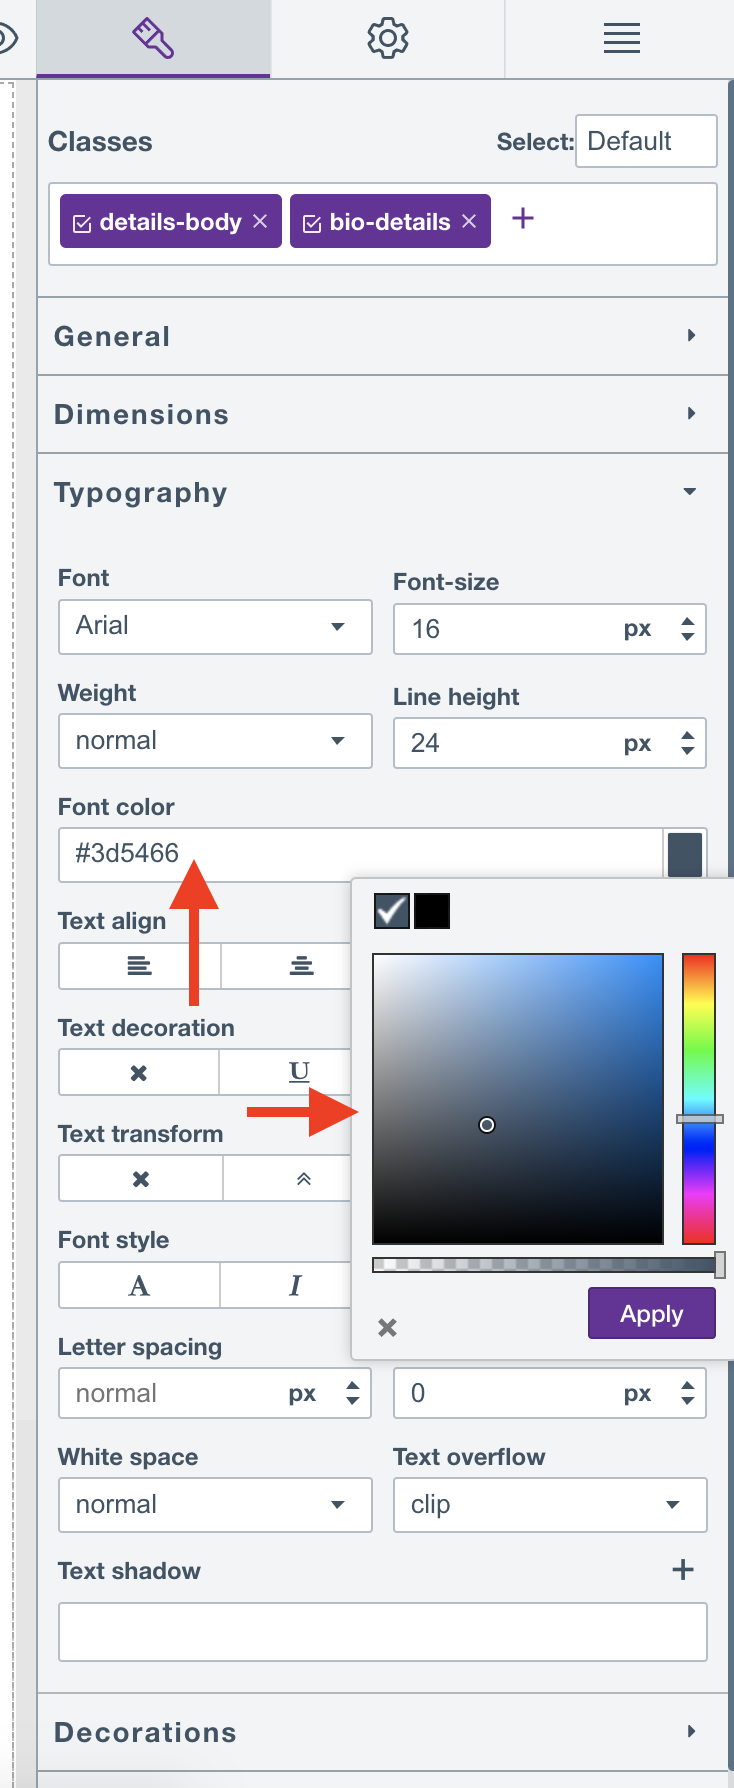 Classes
Select: Default
details-body × bio-details × +
General
Dimensions
Typography
Font
Font-size
Arial
16 px
Weight
Line height
normal
24 px
Font color
#3d5466
Text align
Text decoration
U
Text transform
Font style
A I
Apply
Letter spacing
normal px
0 px
White space
Text overflow
normal
clip
Text shadow +
Decorations